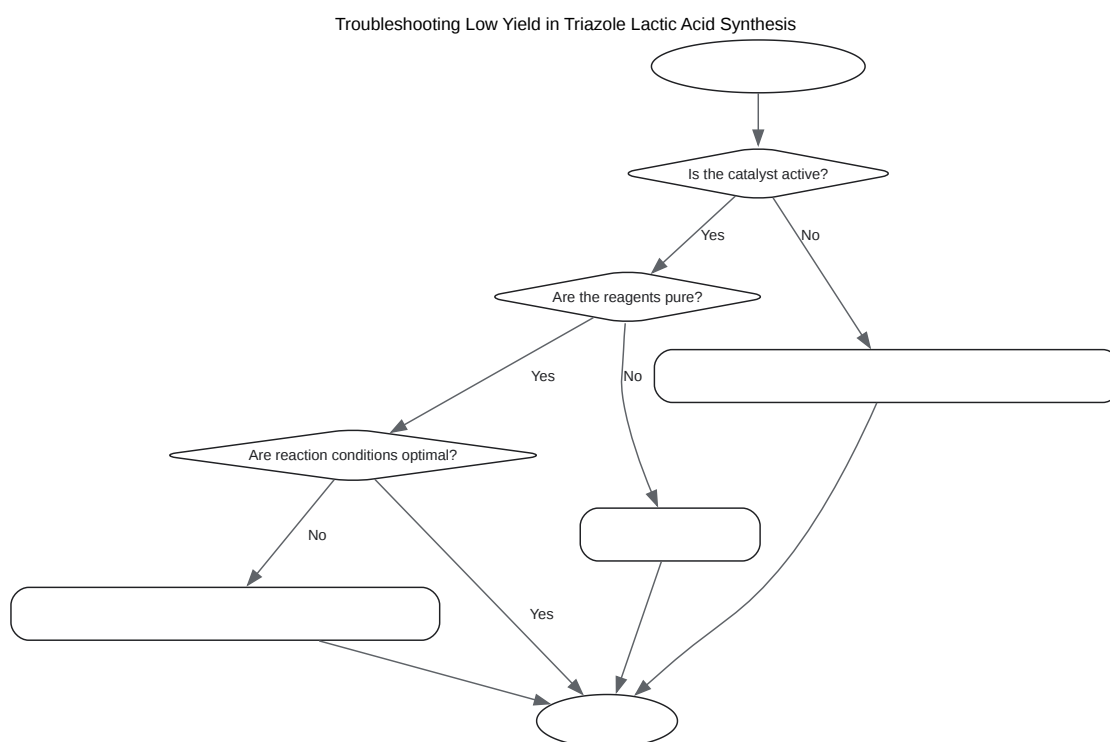 Troubleshooting Low Yield in Triazole Lactic Acid Synthesis
Is the catalyst active?
Yes
No
Are the reagents pure?
Yes
No
Are reaction conditions optimal?
No
Yes